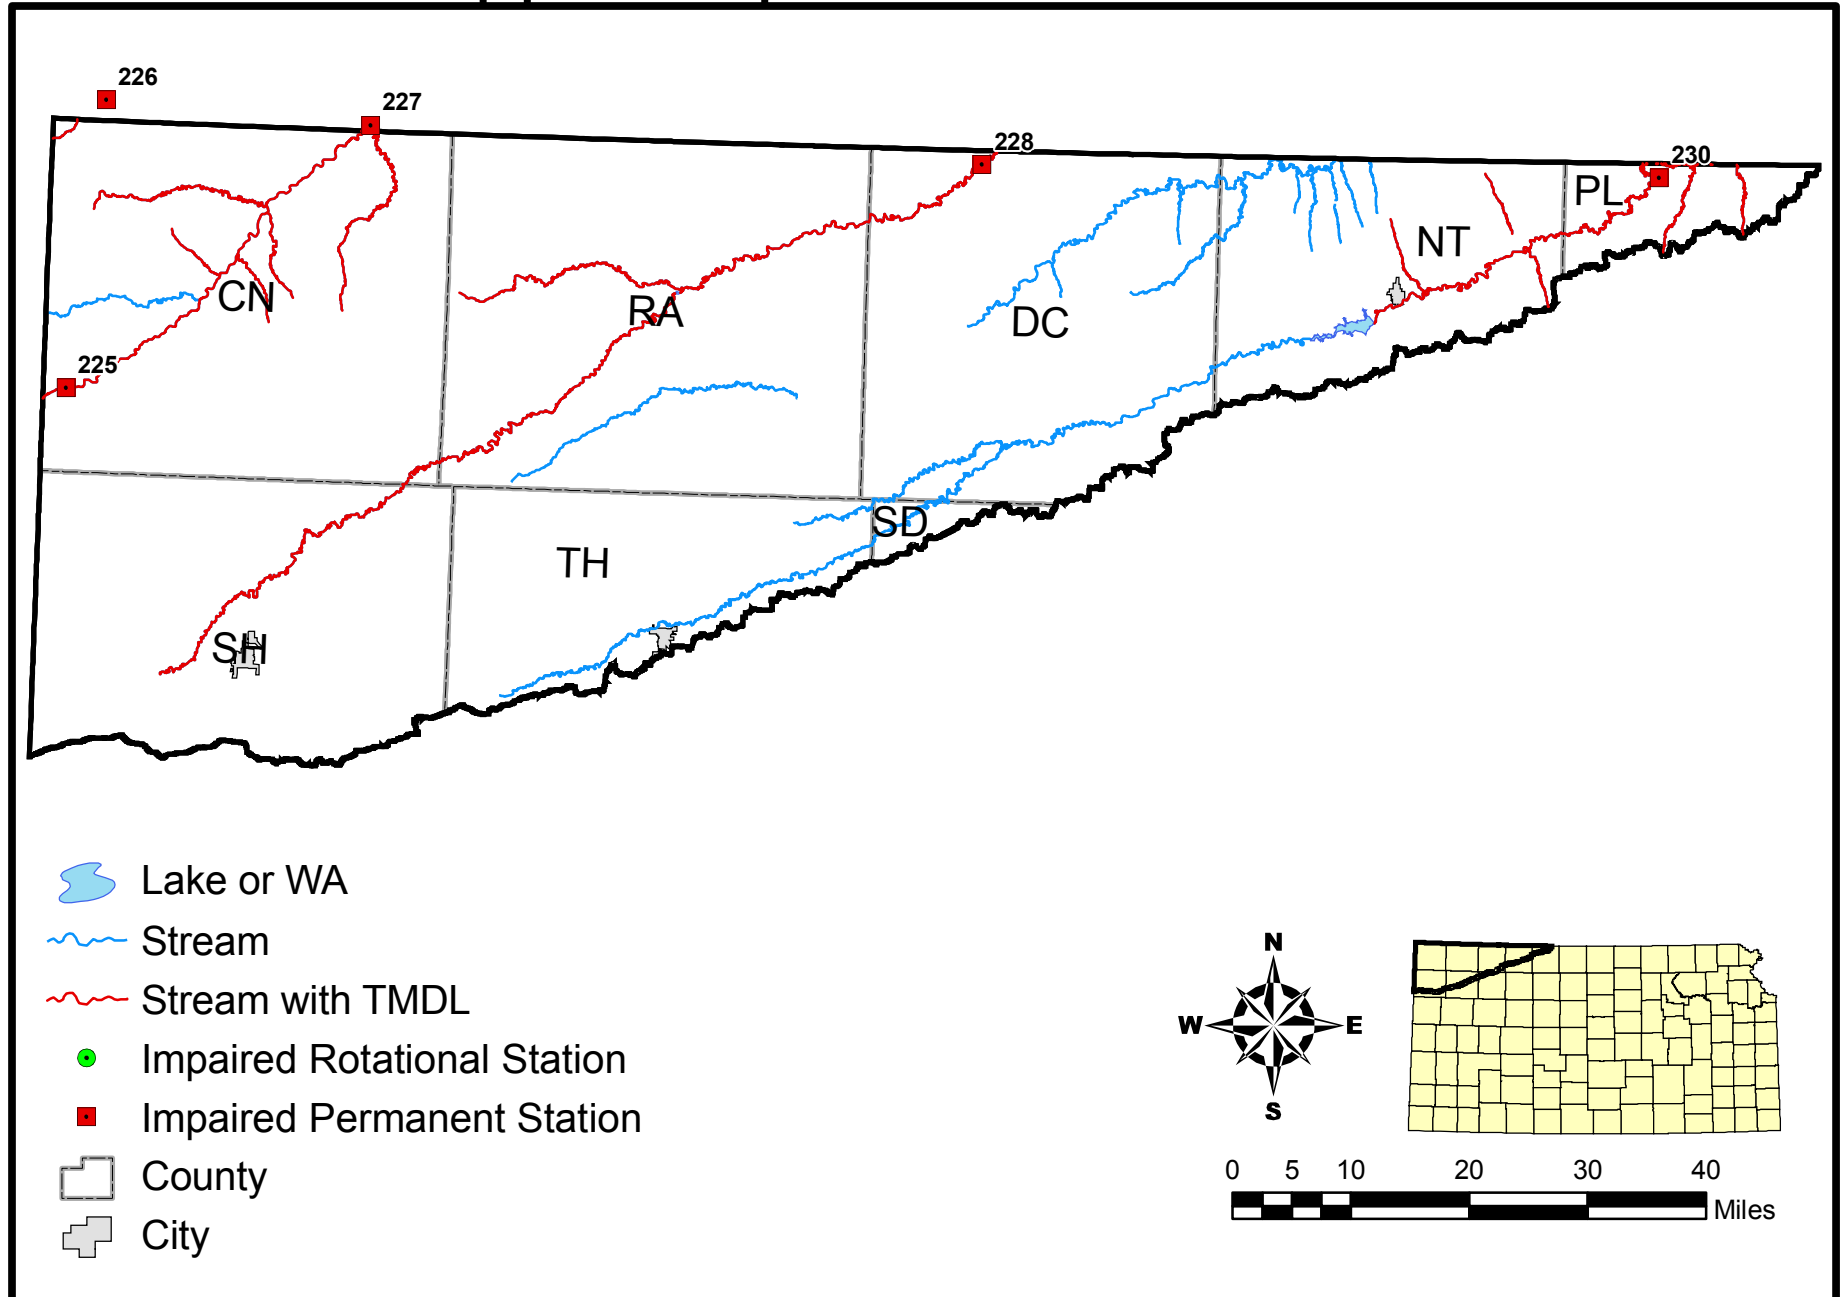 226
227
228
230
PL
NT
CN
RA
DC
225
SD
TH
SH
Lake or WA
Stream
Stream with TMDL
Impaired Rotational Station
Impaired Permanent Station
County
City
N
W E
S
0 5 10 20 30 40
Miles